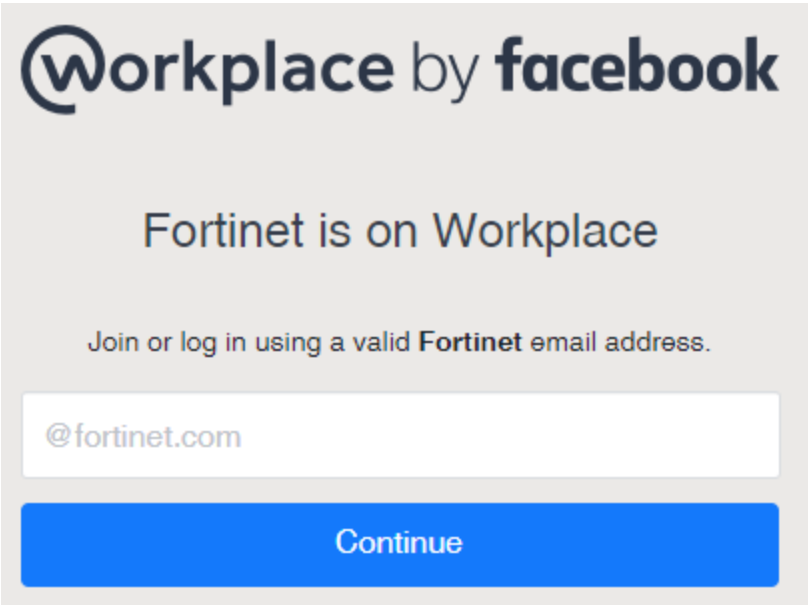 Workplace by facebook
Fortinet is on Workplace
Join or log in using a valid Fortinet email address.
@fortinet.com
Continue